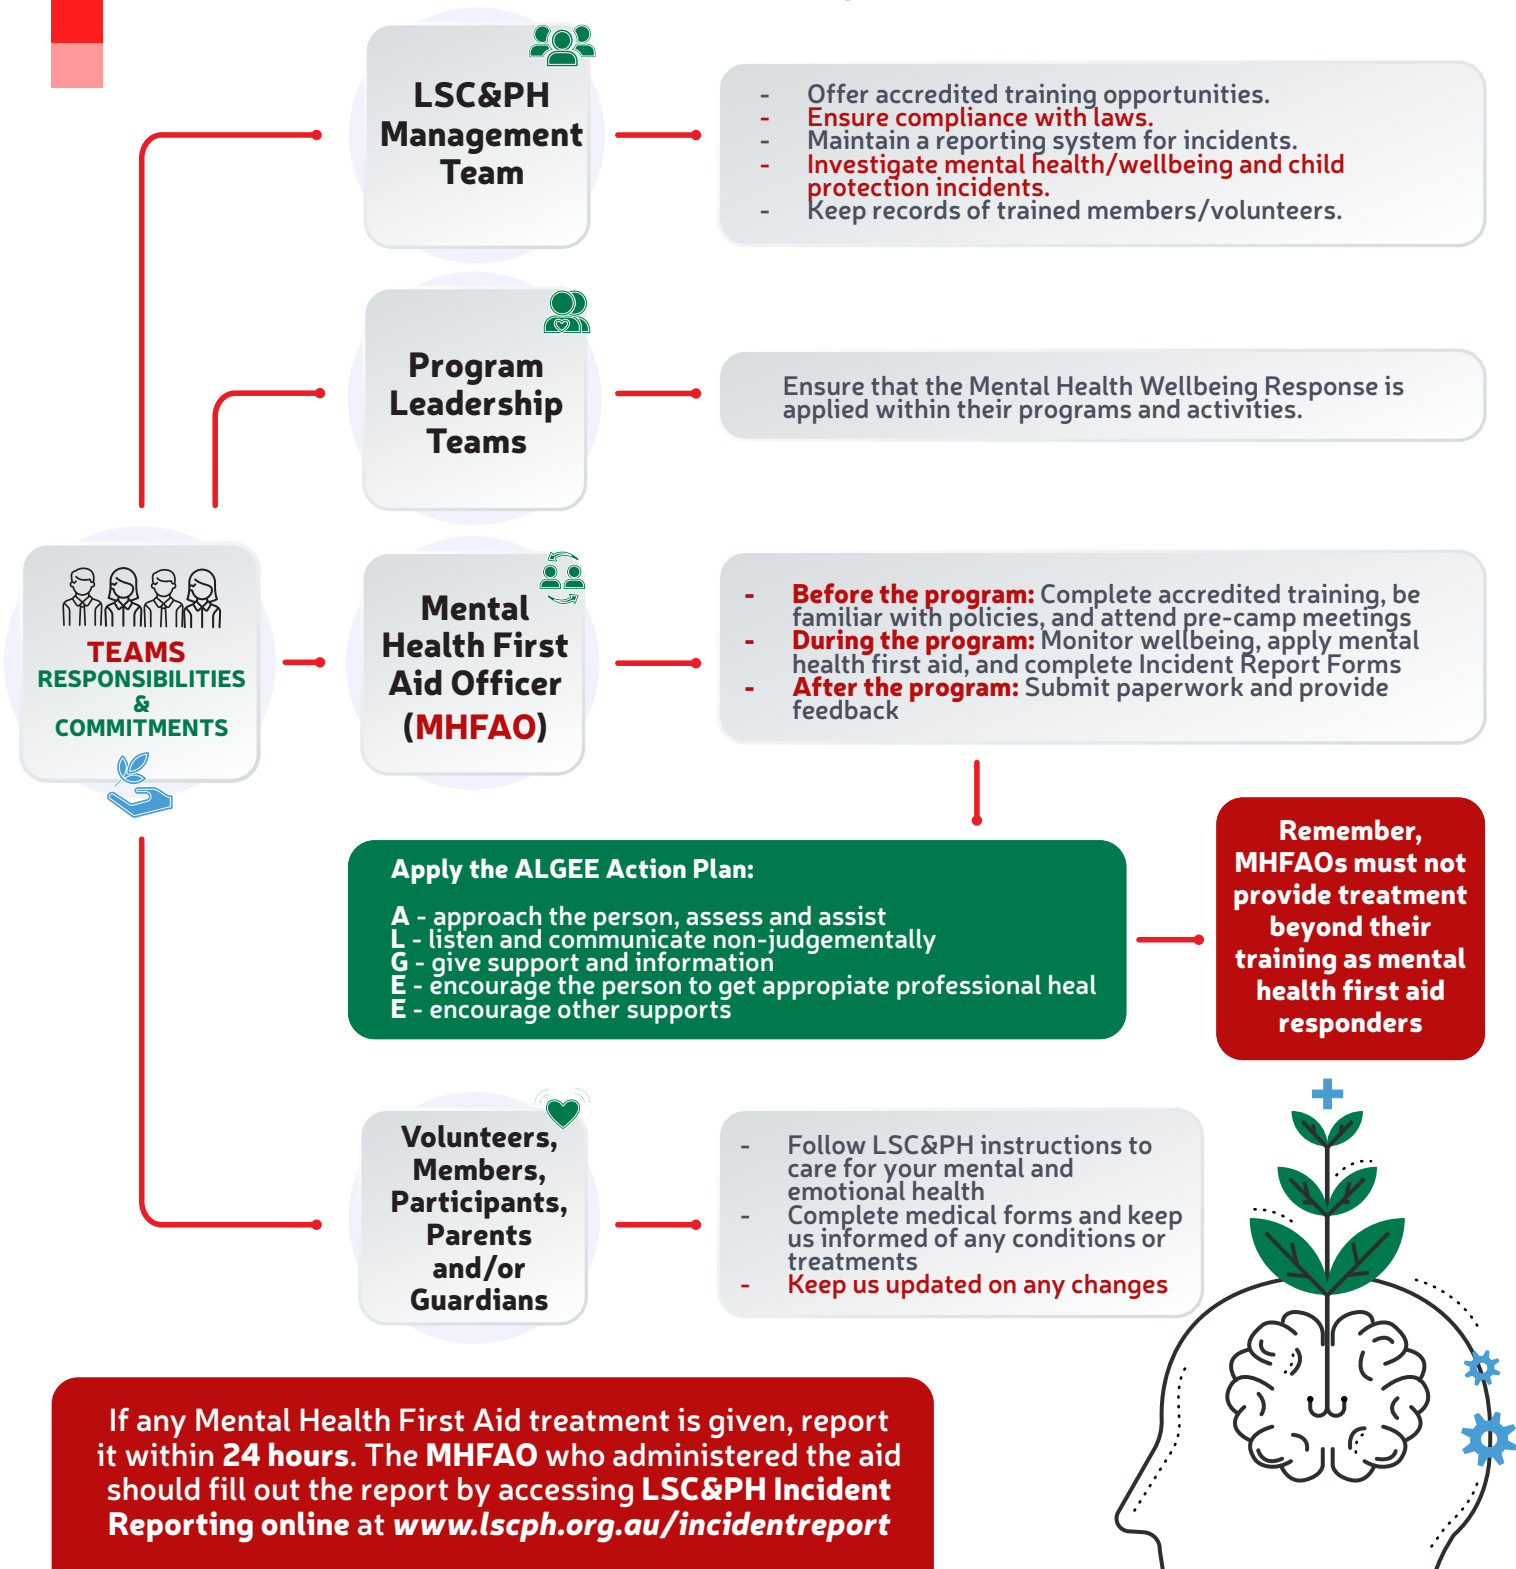 LSC&PH
Management
Team
- Offer accredited training opportunities.
- Ensure compliance with laws.
- Maintain a reporting system for incidents.
- Investigate mental health/wellbeing and child
protection incidents.
- Keep records of trained members/volunteers.
Program
Leadership
Teams
Ensure that the Mental Health Wellbeing Response is
applied within their programs and activities.
TEAMS
RESPONSIBILITIES
&
COMMITMENTS
Mental
Health First
Aid Officer
(MHFAO)
- Before the program: Complete accredited training, be
familiar with policies, and attend pre-camp meetings
- During the program: Monitor wellbeing, apply mental
health first aid, and complete Incident Report Forms
- After the program: Submit paperwork and provide
feedback
Apply the ALGEE Action Plan:
A - approach the person, assess and assist
L - listen and communicate non-judgementally
G - give support and information
E - encourage the person to get appropiate professional heal
E - encourage other supports
Remember,
MHFAOs must not
provide treatment
beyond their
training as mental
health first aid
responders
Volunteers,
Members,
Participants,
Parents
and/or
Guardians
- Follow LSC&PH instructions to
care for your mental and
emotional health
- Complete medical forms and keep
us informed of any conditions or
treatments
- Keep us updated on any changes
If any Mental Health First Aid treatment is given, report
it within 24 hours. The MHFAO who administered the aid
should fill out the report by accessing LSC&PH Incident
Reporting online at www.lscph.org.au/incidentreport